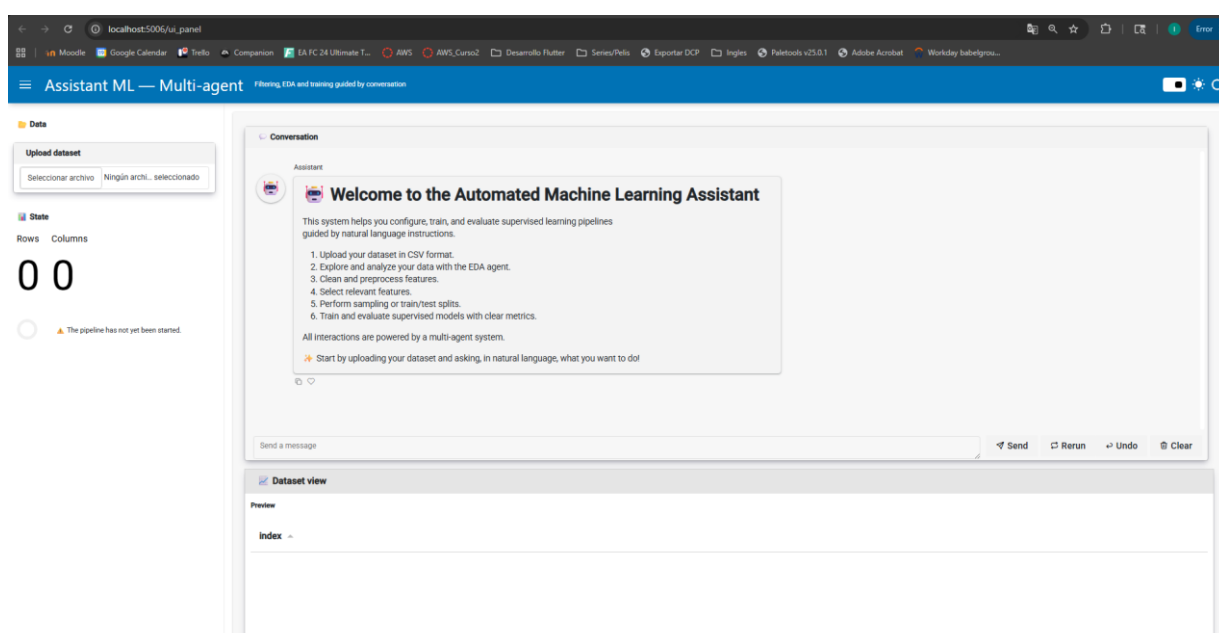 localhost:5006/ui_panel
Error
Moodle Google Calendar Trello Companion EA FC 24 Ultimate T... AWS AWS_Curso2 Desarrollo Flutter Series/Pelis Exportar DCP Ingles Paletools v25.0.1 Adobe Acrobat Workday babelgrou...
Assistant ML — Multi-agent Filtering, EDA and training guided by conversation
Data
Upload dataset
Seleccionar archivo Ningún archi... seleccionado
State
Rows Columns
0 0
The pipeline has not yet been started.
Conversation
Assistant
Welcome to the Automated Machine Learning Assistant
This system helps you configure, train, and evaluate supervised learning pipelines
guided by natural language instructions.
1. Upload your dataset in CSV format.
2. Explore and analyze your data with the EDA agent.
3. Clean and preprocess features.
4. Select relevant features.
5. Perform sampling or train/test splits.
6. Train and evaluate supervised models with clear metrics.
All interactions are powered by a multi-agent system.
Start by uploading your dataset and asking, in natural language, what you want to do!
Send a message
Send Rerun Undo Clear
Dataset view
Preview
index